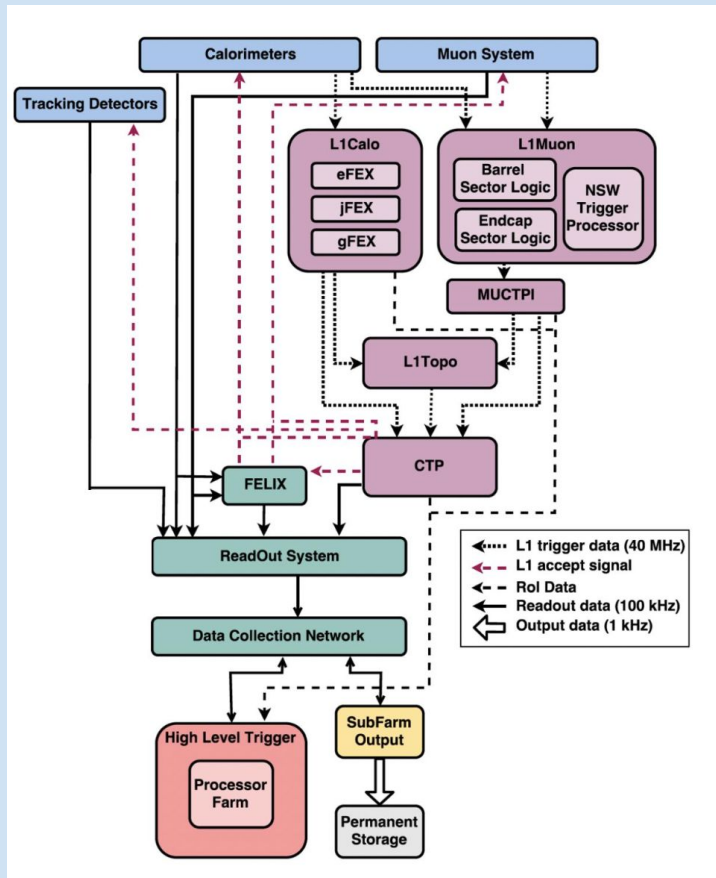 Calorimeters
Muon System
Tracking Detectors
L1Calo
eFEX
jFEX
gFEX
L1Muon
Barrel
Sector Logic
Endcap
Sector Logic
NSW
Trigger
Processor
MUCTPI
L1Topo
CTP
FELIX
ReadOut System
Data Collection Network
L1 trigger data (40 MHz)
L1 accept signal
RoI Data
Readout data (100 kHz)
Output data (1 kHz)
High Level Trigger
Processor
Farm
SubFarm
Output
Permanent
Storage